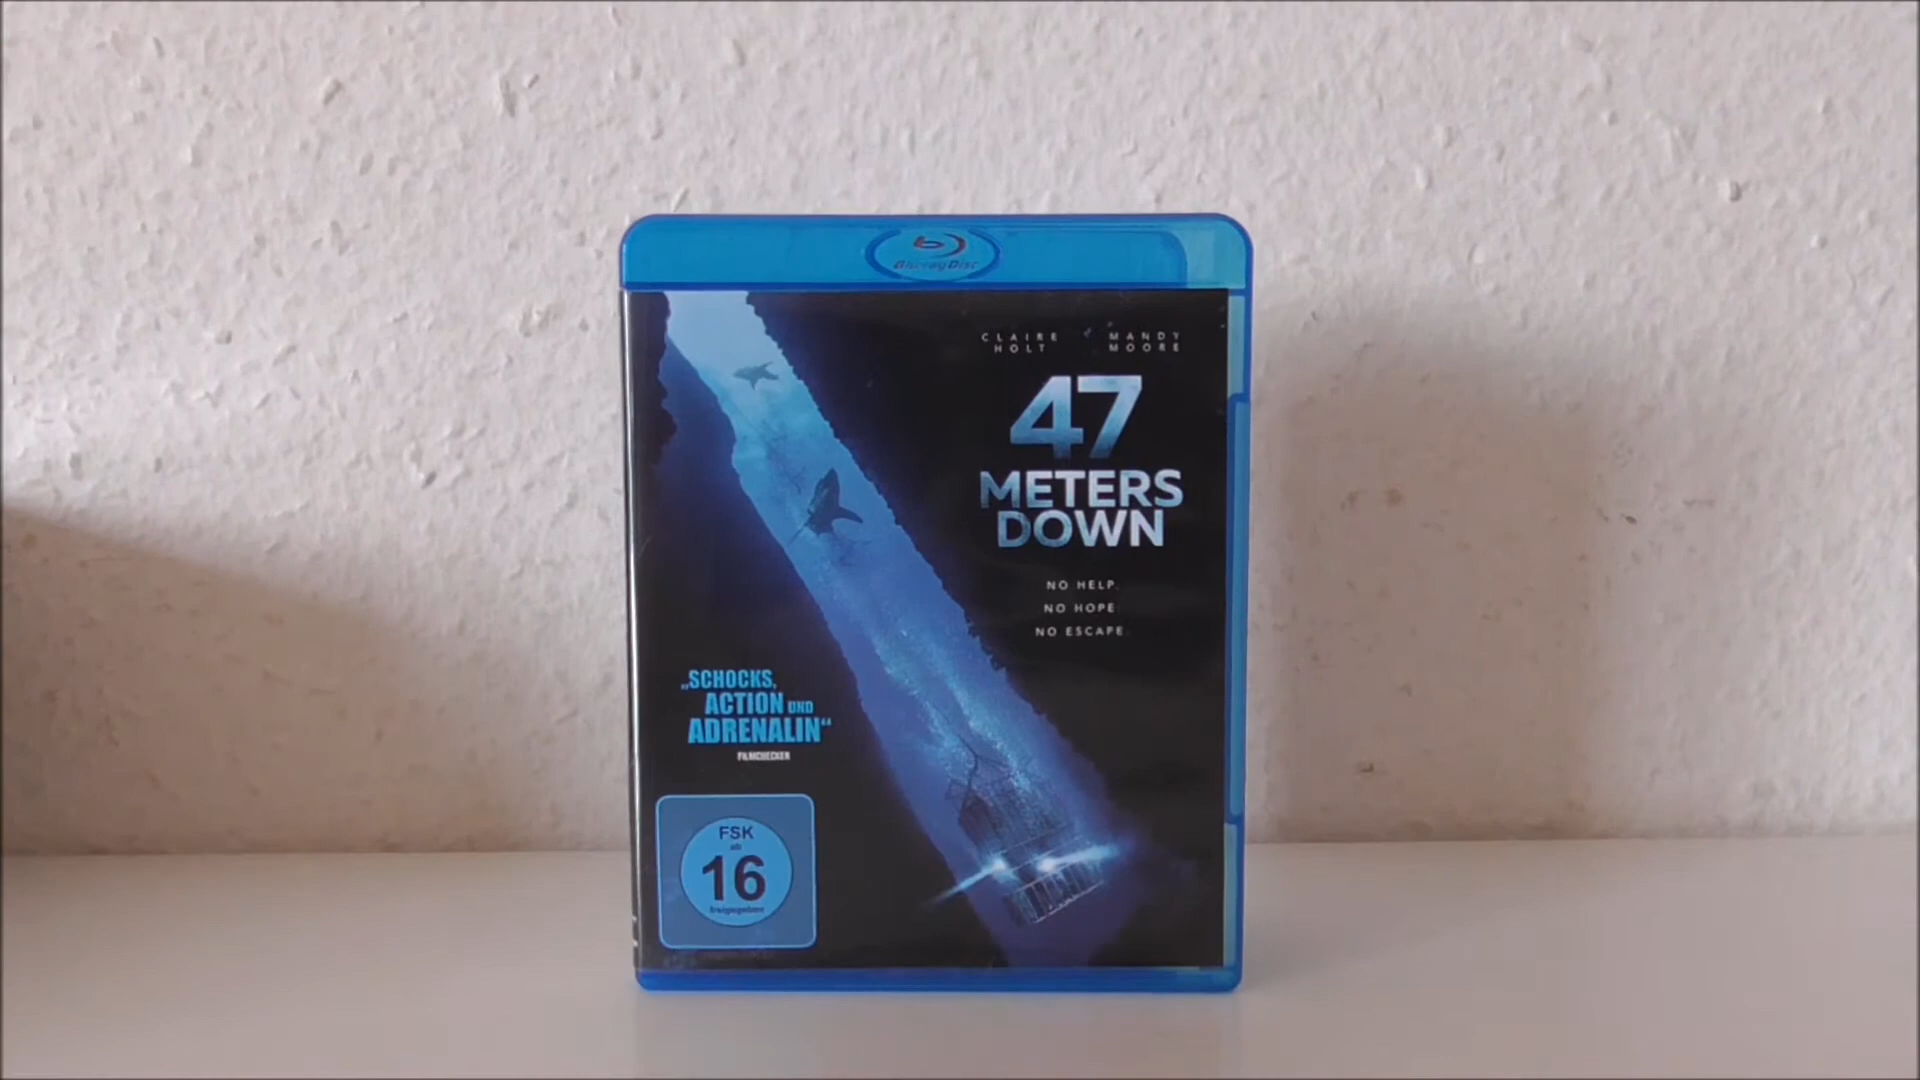 Blu-ray Disc
CLAIRE HOLT
MANDY MOORE
47
METERS
DOWN
NO HELP.
NO HOPE
NO ESCAPE.
„SCHOCKS,
ACTION UND
ADRENALIN“
FILMCHECKER
FSK
ab
16
freigegeben